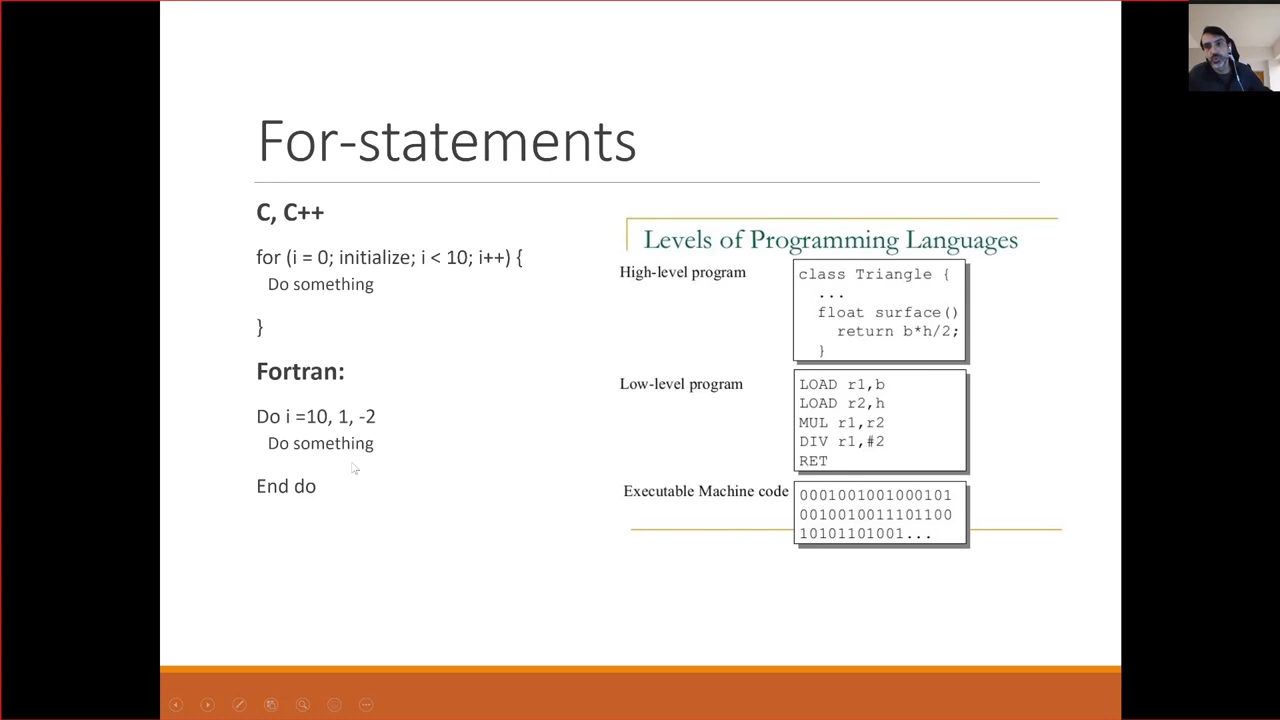 For-statements
C, C++
for (i = 0; initialize; i < 10; i++) {
Do something
}
Fortran:
Do i =10, 1, -2
Do something
End do
Levels of Programming Languages
High-level program
class Triangle {
...
float surface()
return b*h/2;
}
Low-level program
LOAD r1,b
LOAD r2,h
MUL r1,r2
DIV r1,#2
RET
Executable Machine code
0001001001000101
0010010011101100
10101101001...